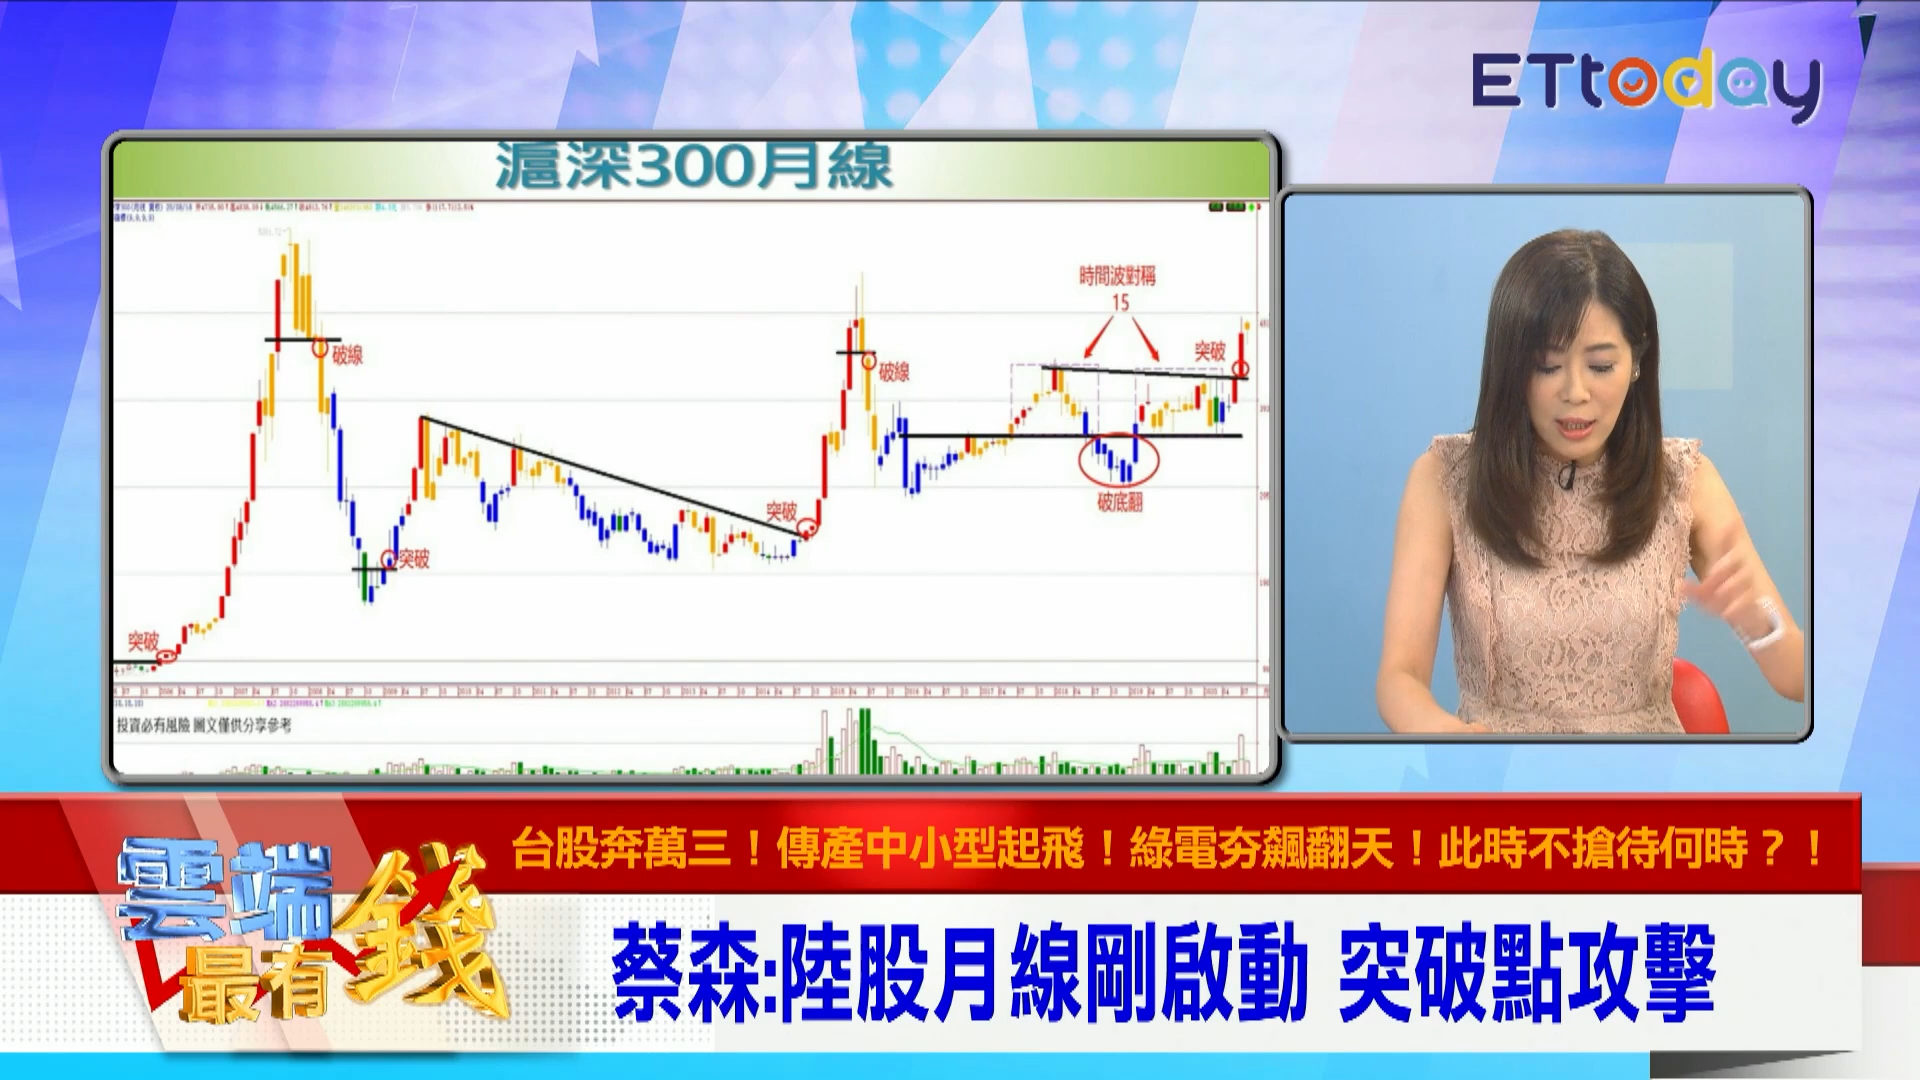 ETtoday
滬深300月線
破線
破線
時間波對稱
15
突破
突破
突破
破底翻
突破
投資必有風險 圖文僅供分享參考
台股奔萬三！傳產中小型起飛！綠電夯飆翻天！此時不搶待何時？！
雲端
最有錢
蔡森:陸股月線剛啟動 突破點攻擊